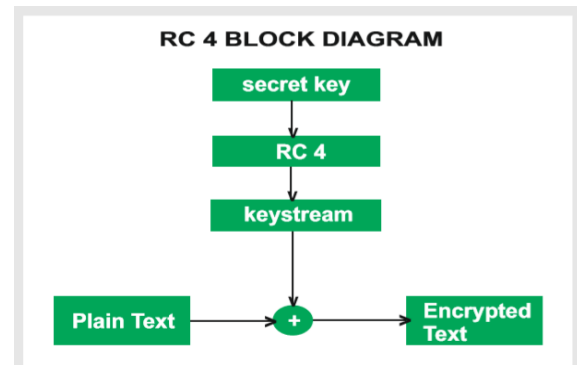 RC 4 BLOCK DIAGRAM
secret key
RC 4
keystream
Plain Text
+
Encrypted
Text